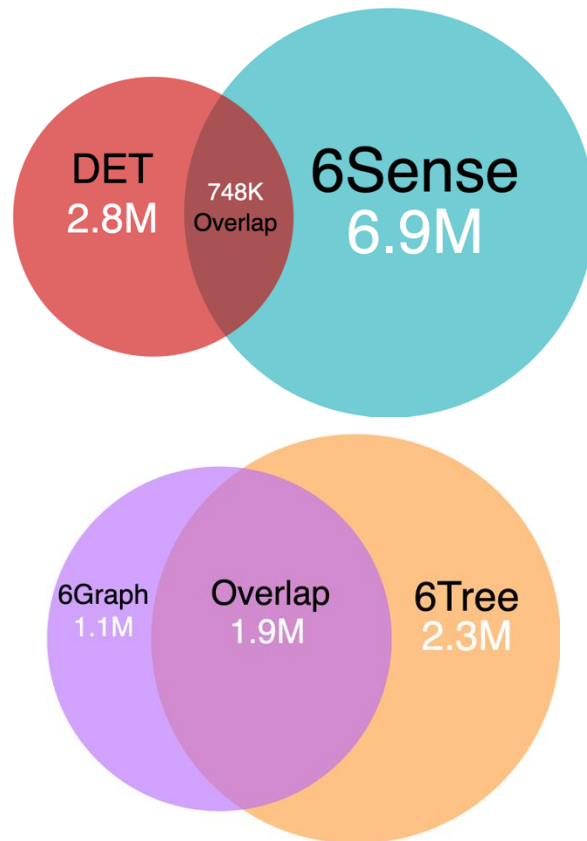 DET
2.8M
748K
Overlap
6Sense
6.9M
6Graph
1.1M
Overlap
1.9M
6Tree
2.3M